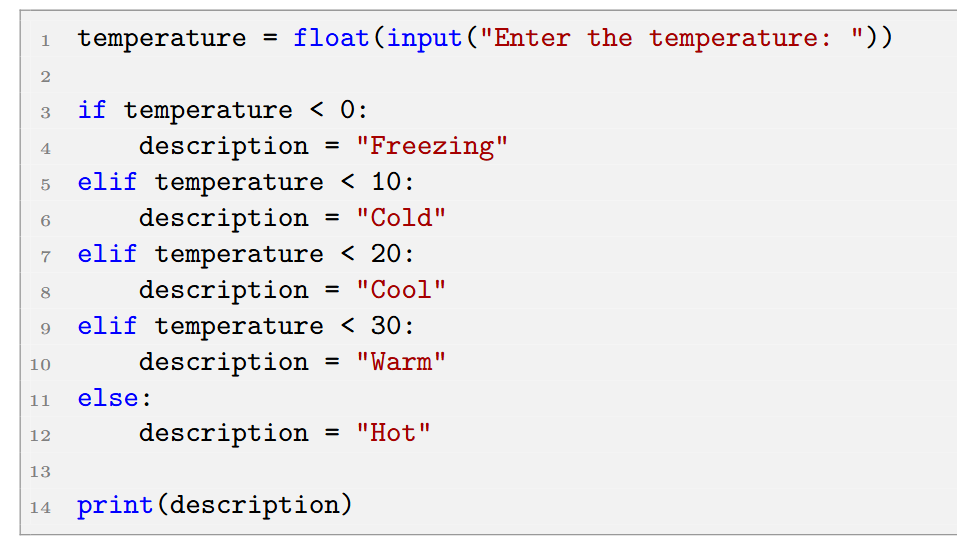 1 temperature = float(input("Enter the temperature: "))
2
3 if temperature < 0:
4     description = "Freezing"
5 elif temperature < 10:
6     description = "Cold"
7 elif temperature < 20:
8     description = "Cool"
9 elif temperature < 30:
10     description = "Warm"
11 else:
12     description = "Hot"
13
14 print(description)